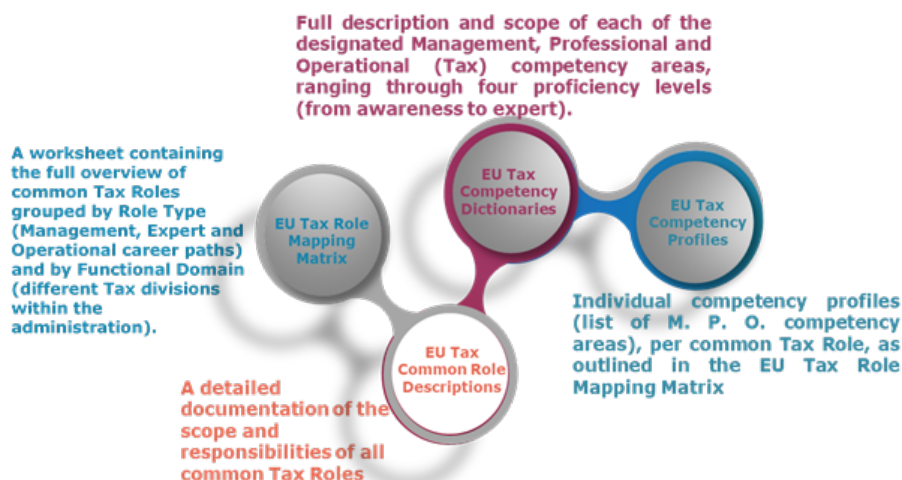 Full description and scope of each of the
designated Management, Professional and
Operational (Tax) competency areas,
ranging through four proficiency levels
(from awareness to expert).
A worksheet containing
the full overview of
common Tax Roles
grouped by Role Type
(Management, Expert and
Operational career paths)
and by Functional Domain
(different Tax divisions
within the
administration).
EU Tax Role
Mapping
Matrix
EU Tax
Competency
Dictionaries
EU Tax
Competency
Profiles
EU Tax
Common Role
Descriptions
Individual competency profiles
(list of M. P. O. competency
areas), per common Tax Role, as
outlined in the EU Tax Role
Mapping Matrix
A detailed
documentation of the
scope and
responsibilities of all
common Tax Roles